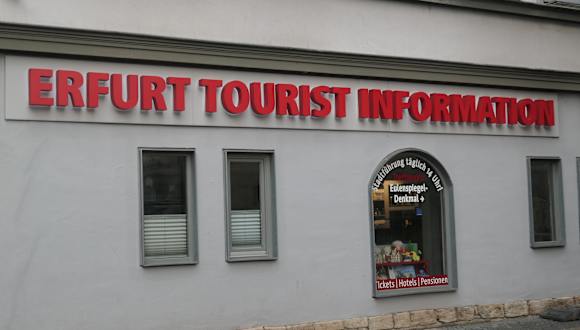 ERFURT TOURIST INFORMATION
Stadtführung täglich 14 Uhr!
Eulenspiegel-
Denkmal→
Tickets | Hotels | Pensionen